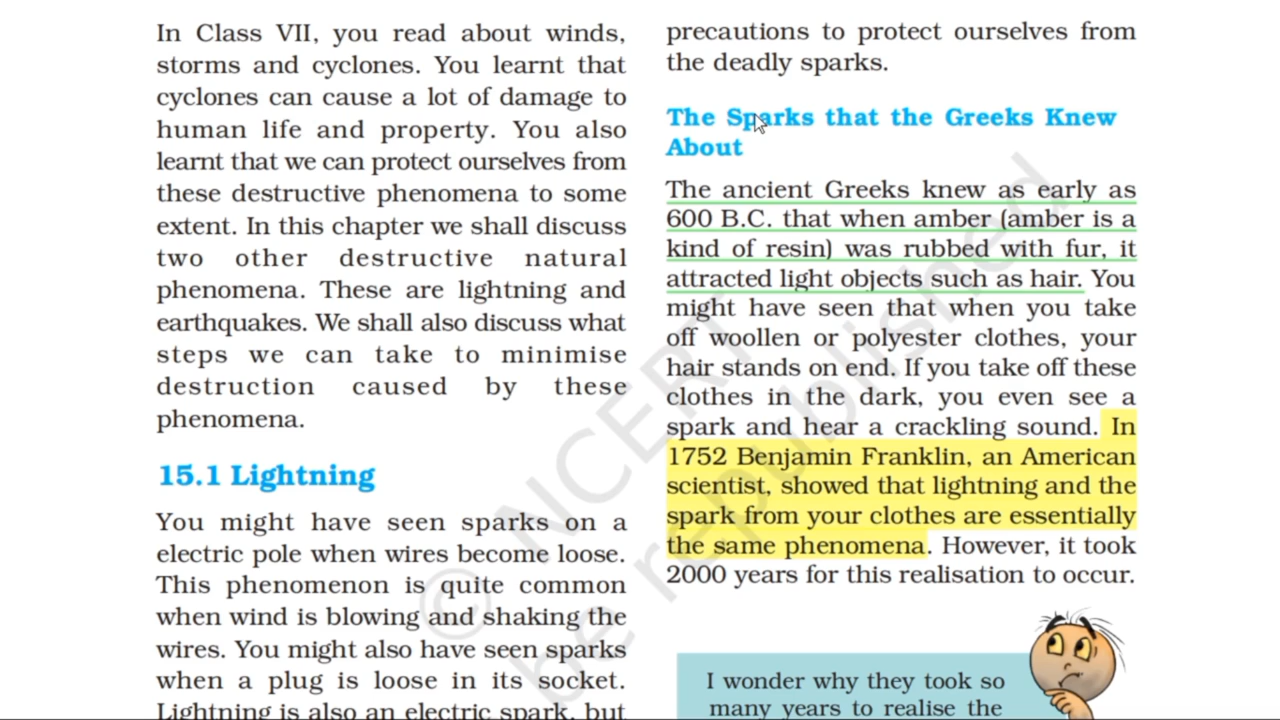 In Class VII, you read about winds,
storms and cyclones. You learnt that
cyclones can cause a lot of damage to
human life and property. You also
learnt that we can protect ourselves from
these destructive phenomena to some
extent. In this chapter we shall discuss
two other destructive natural
phenomena. These are lightning and
earthquakes. We shall also discuss what
steps we can take to minimise
destruction caused by these
phenomena.
15.1 Lightning
You might have seen sparks on a
electric pole when wires become loose.
This phenomenon is quite common
when wind is blowing and shaking the
wires. You might also have seen sparks
when a plug is loose in its socket.
Lightning is also an electric spark, but
precautions to protect ourselves from
the deadly sparks.
The Sparks that the Greeks Knew
About
The ancient Greeks knew as early as
600 B.C. that when amber (amber is a
kind of resin) was rubbed with fur, it
attracted light objects such as hair. You
might have seen that when you take
off woollen or polyester clothes, your
hair stands on end. If you take off these
clothes in the dark, you even see a
spark and hear a crackling sound. In
1752 Benjamin Franklin, an American
scientist, showed that lightning and the
spark from your clothes are essentially
the same phenomena. However, it took
2000 years for this realisation to occur.
I wonder why they took so
many years to realise the
© NCERT
be republished